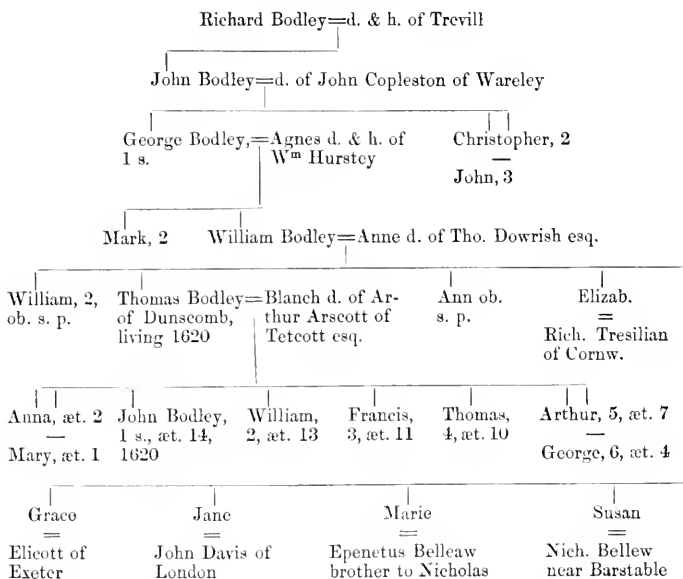 Richard Bodley=d. & h. of Trevill
John Bodley=d. of John Copleston of Wareley
George Bodley,=Agnes d. & h. of Christopher, 2
1 s. Wm Hurstey
John, 3
Mark, 2 William Bodley=Anne d. of Tho. Dowrish esq.
William, 2, Thomas Bodley=Blanch d. of Ar- Ann ob. Elizab.
ob. s. p. of Dunscomb, thur Arscott of s. p. =
living 1620 Tetcott esq. Rich. Tresilian
of Cornw.
Anna, æt. 2 John Bodley, William, Francis, Thomas, Arthur, 5, æt. 7
— 1 s., æt. 14, 2, æt. 13 3, æt. 11 4, æt. 10 —
Mary, æt. 1 1620 George, 6, æt. 4
Grace Jane Marie Susan
= = = =
Elicott of John Davis of Epenetus Belleaw Nich. Bellew
Exeter London brother to Nicholas near Barstable